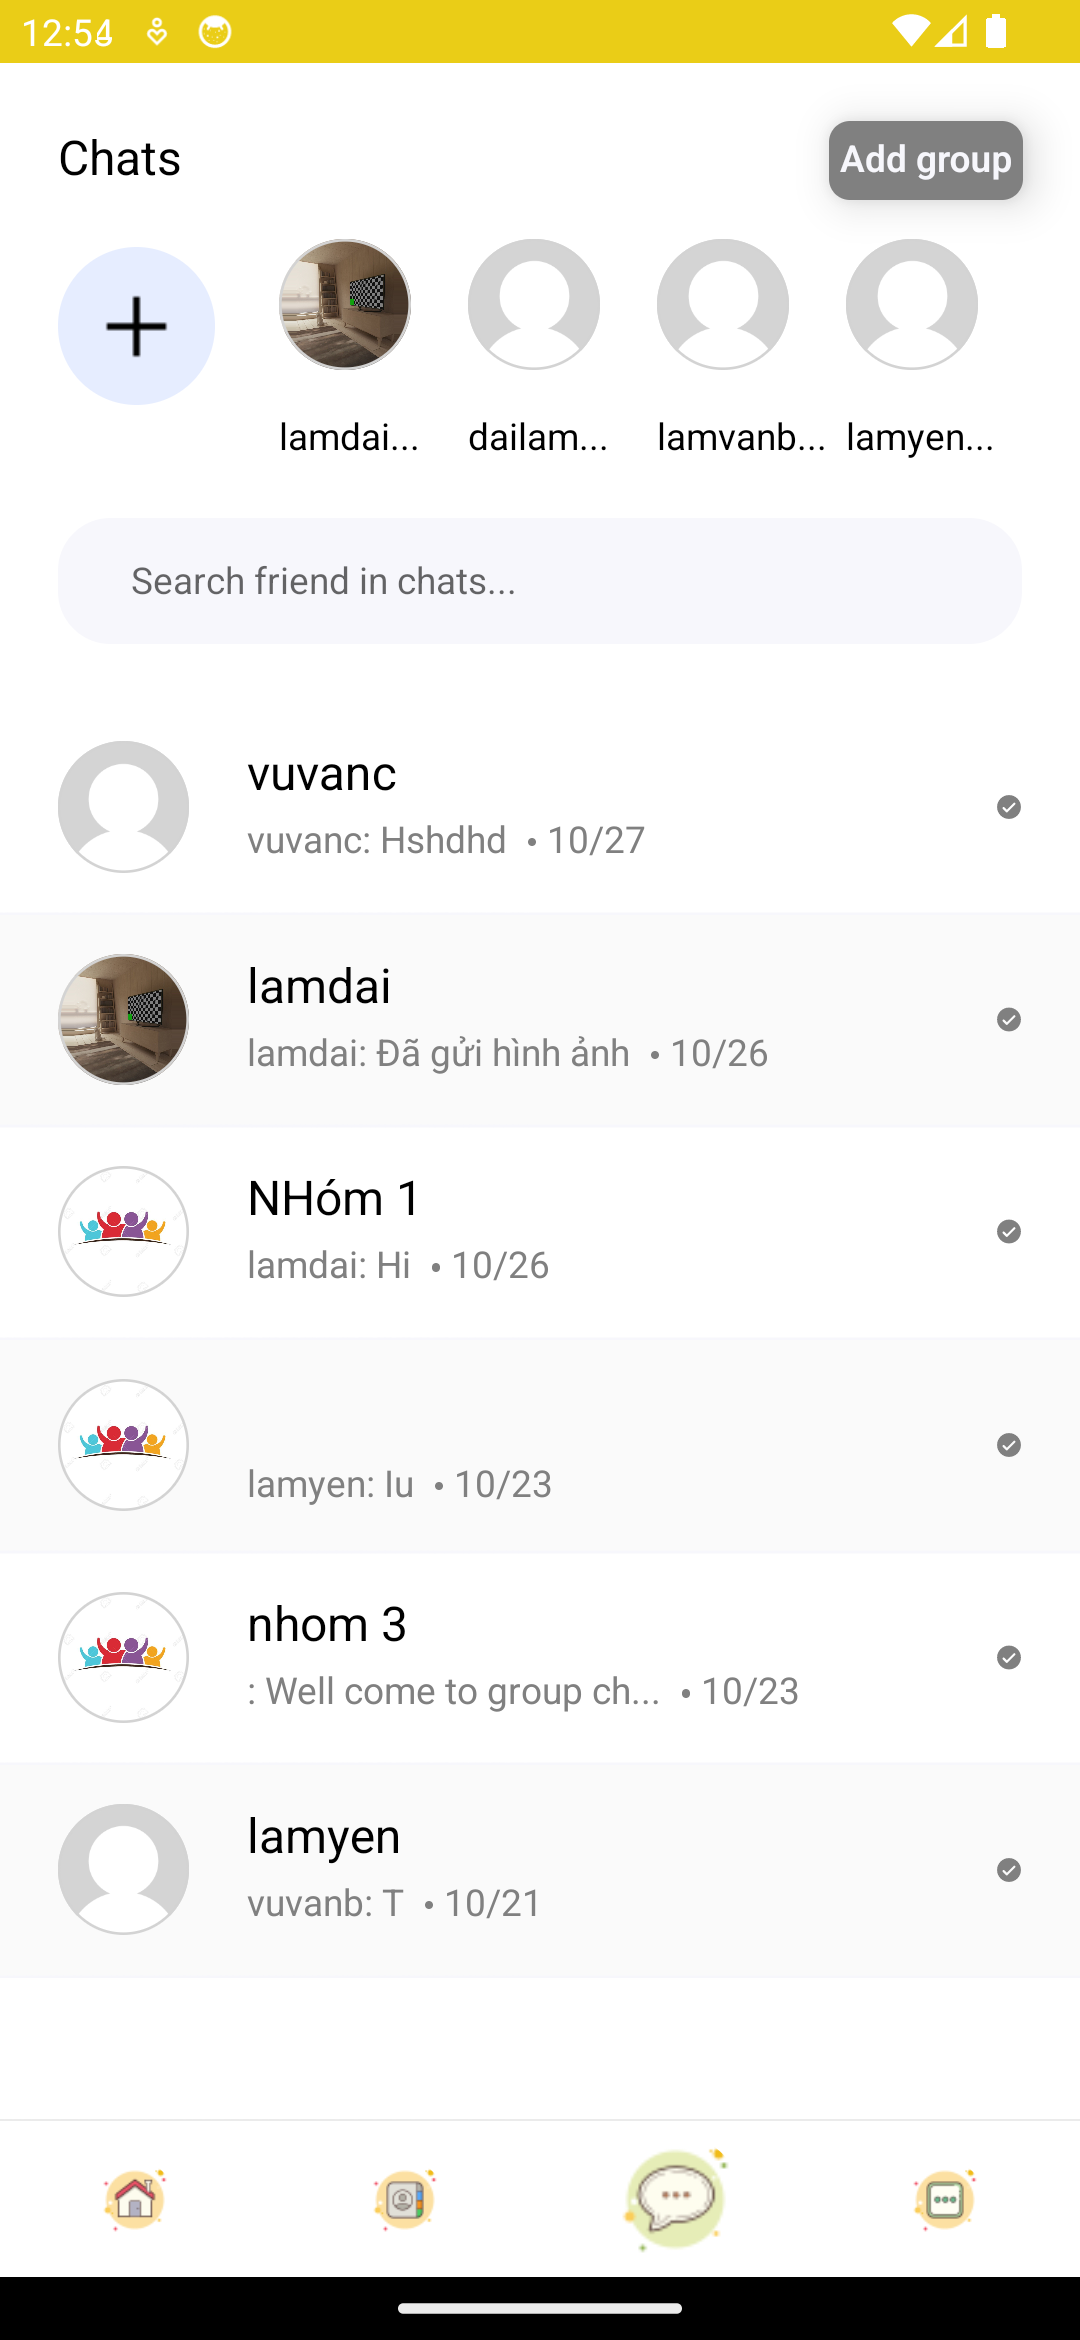 12:54
Chats
Add group
lamdai...
dailam...
lamvanb...
lamyen...
Search friend in chats...
vuvanc
vuvanc: Hshdhd • 10/27
lamdai
lamdai: Đã gửi hình ảnh • 10/26
NHóm 1
lamdai: Hi • 10/26
lamyen: Iu • 10/23
nhom 3
: Well come to group ch... • 10/23
lamyen
vuvanb: T • 10/21